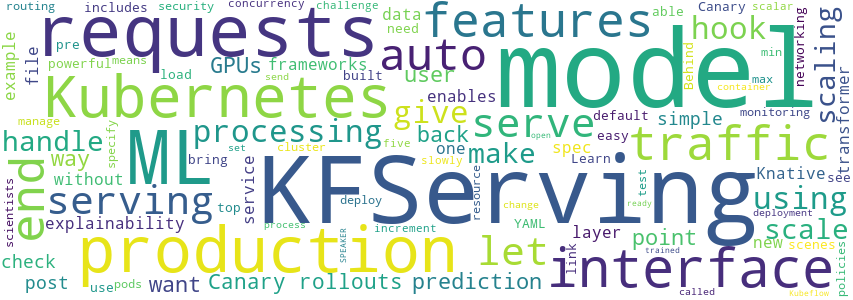 routing includes security concurrency challenge
example
file
pre
powerful means
requests
load
GPUs frameworks
built
auto
user
enables
data
need
features
Canary
able
Behind
scalar
hook
min
max
container
monitoring
networking
scaling
transformer
Kubernetes
give
model
processing
serve
back
one
make
default
easy
spec
Learn
simple
cluster
handle
way
without
specify
manage
ML
set
bring
end
serving
five
open
slowly
service
KFServing
resource
test
ready
change
process
trained
traffic
point
layer
link
Knative
see
new
scenes
deployment
called
Kubeflow
using
scale
policies
scientists
explainability
top
deploy
increment
check
post
use
pods
want
production
SPEAKER
Canary rollouts
prediction
YAML
send
let
interface